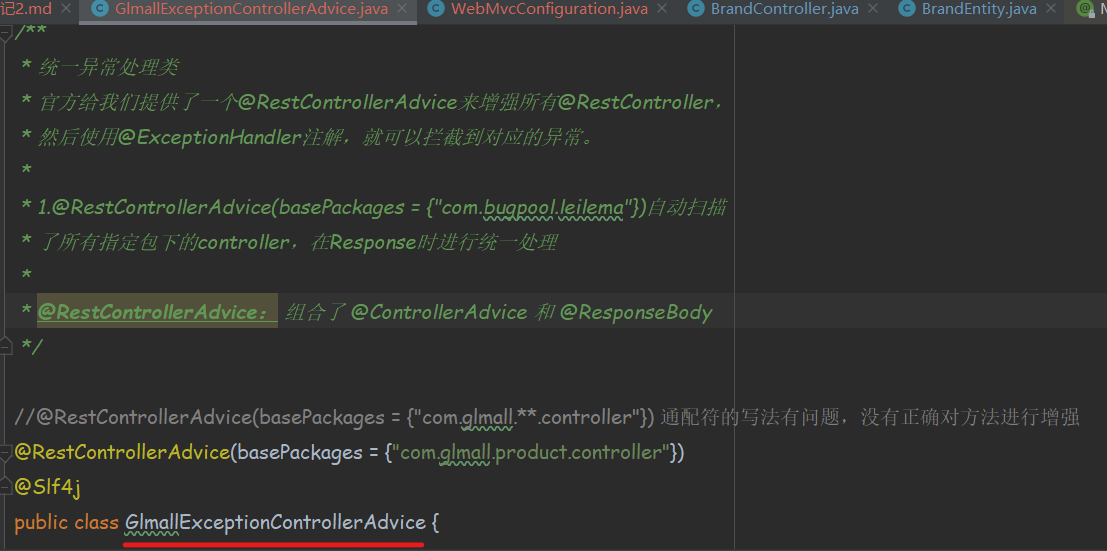 记2.md GlmallExceptionControllerAdvice.java WebMvcConfiguration.java BrandController.java BrandEntity.java
/**
* 统一异常处理类
* 官方给我们提供了一个@RestControllerAdvice来增强所有@RestController，
* 然后使用@ExceptionHandler注解，就可以拦截到对应的异常。
*
* 1.@RestControllerAdvice(basePackages = {"com.bugpool.leilema"})自动扫描
* 了所有指定包下的controller，在Response时进行统一处理
*
* @RestControllerAdvice： 组合了 @ControllerAdvice 和 @ResponseBody
*/
//@RestControllerAdvice(basePackages = {"com.glmall.**.controller"}) 通配符的写法有问题，没有正确对方法进行增强
@RestControllerAdvice(basePackages = {"com.glmall.product.controller"})
@Slf4j
public class GlmallExceptionControllerAdvice {